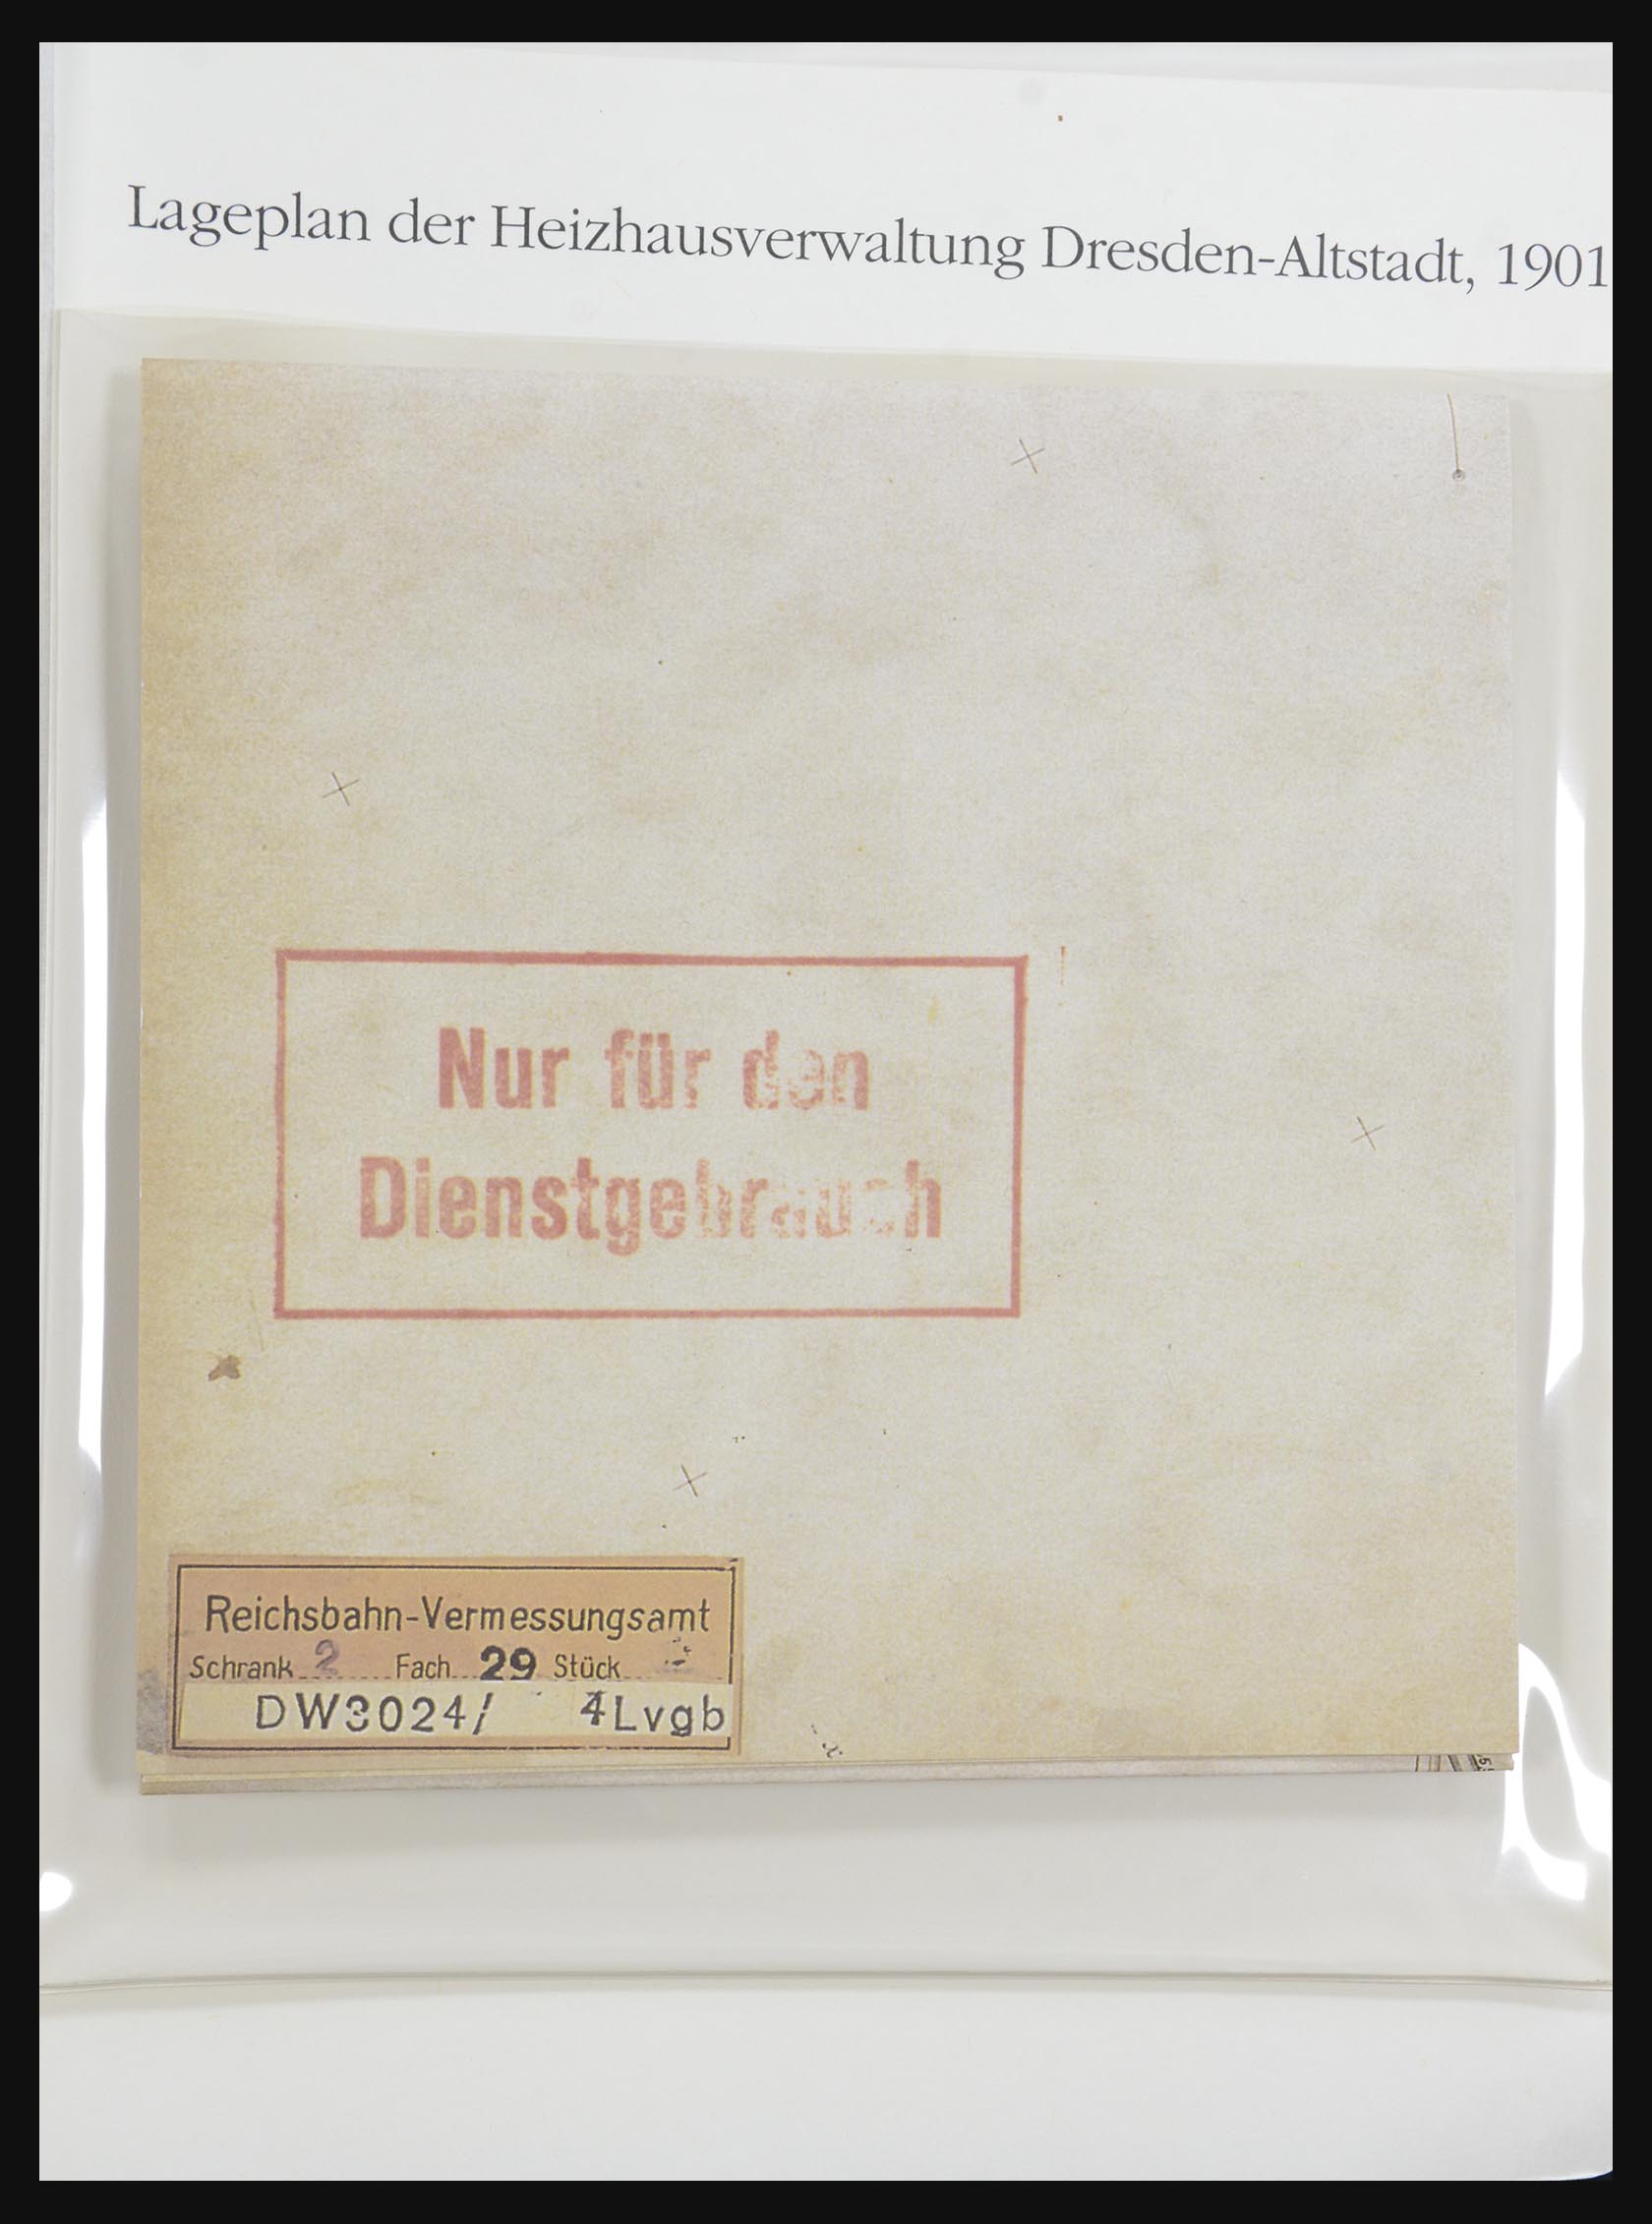 Lageplan der Heizhausverwaltung Dresden-Altstadt, 1901
Nur für den
Dienstgebrauch
Reichsbahn-Vermessungsamt
Schrank 2 Fach 29 Stück
DW3024/ 4Lvgb